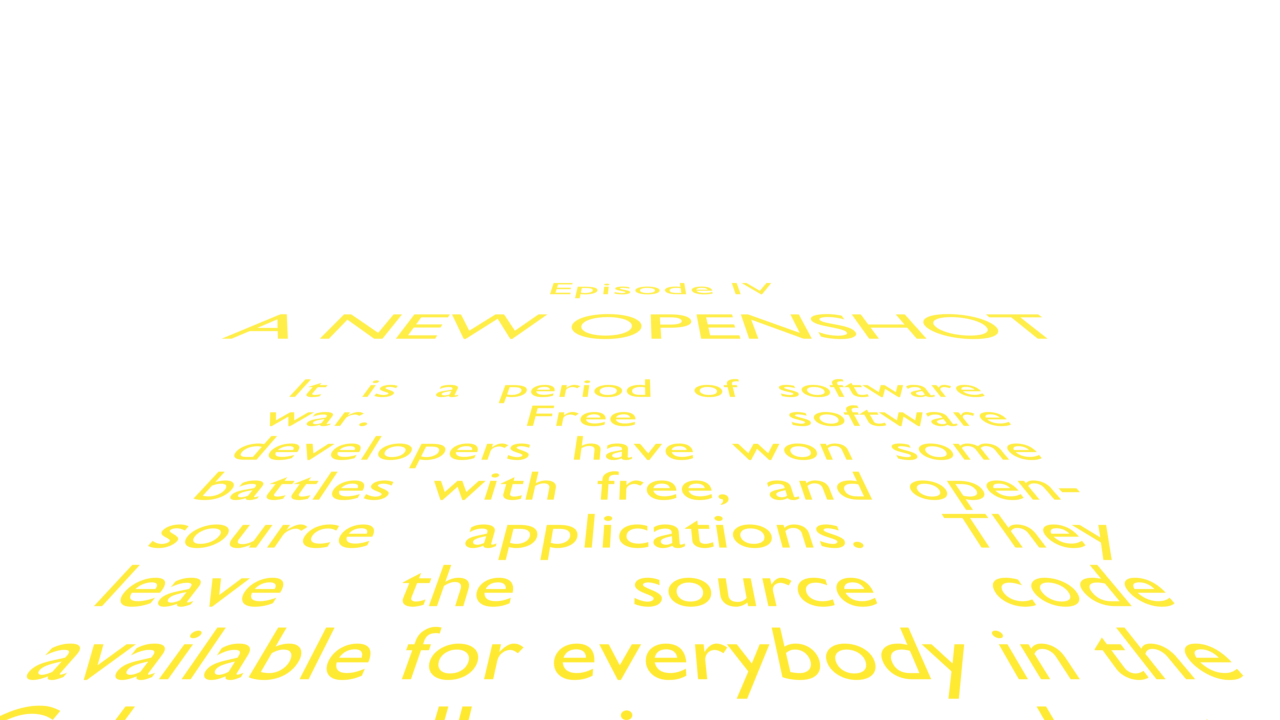 Episode IV
A NEW OPENSHOT
It is a period of software
war. Free software
developers have won some
battles with free, and open-
source applications. They
leave the source code
available for everybody in the